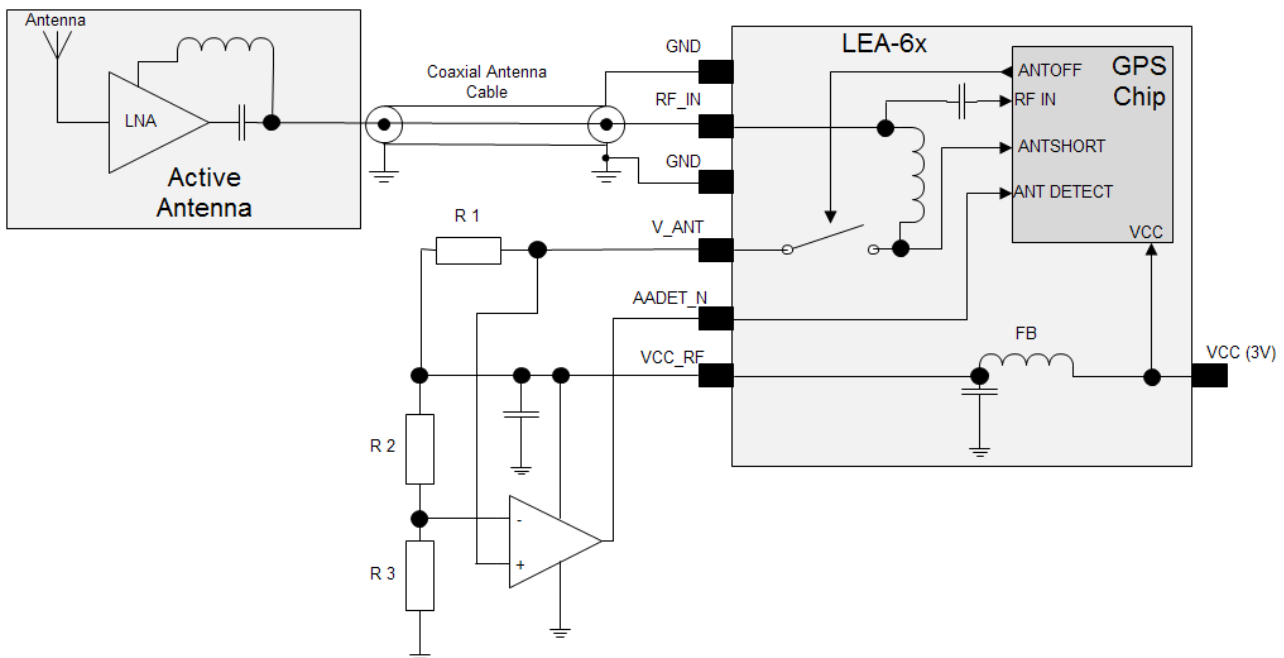 Antenna
LNA
Active
Antenna
Coaxial Antenna
Cable
GND
RF_IN
GND
V_ANT
AADET_N
VCC_RF
LEA-6x
GPS
Chip
ANTOFF
RF IN
ANTSHORT
ANT DETECT
VCC
FB
VCC (3V)
R 1
R 2
R 3
-
+